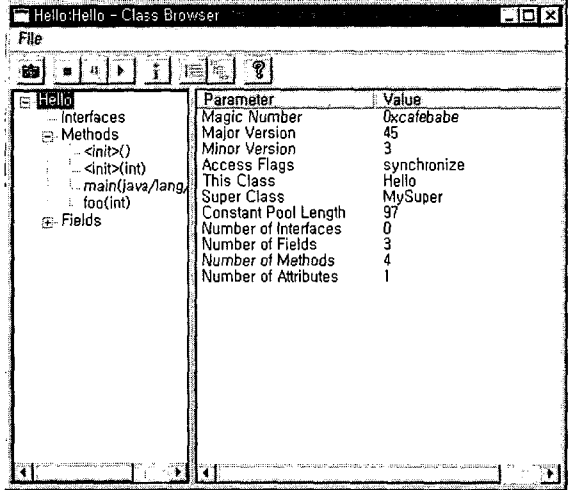 Hello:Hello - Class Browser
File
Hello
Interfaces
Methods
<init>()
<init>(int)
main(java/lang/
foo(int)
Fields
Parameter Value
Magic Number 0xcafebabe
Major Version 45
Minor Version 3
Access Flags synchronize
This Class Hello
Super Class MySuper
Constant Pool Length 97
Number of Interfaces 0
Number of Fields 3
Number of Methods 4
Number of Attributes 1